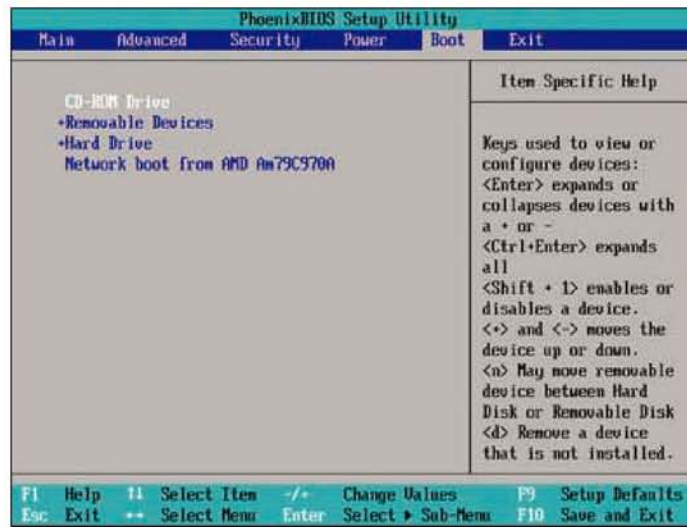 PhoenixBIOS Setup Utility
Main Advanced Security Power Boot Exit
CD-ROM Drive
+Removable Devices
+Hard Drive
Network boot from AMD Am79C970A
Item Specific Help
Keys used to view or
configure devices:
<Enter> expands or
collapses devices with
a + or -
<Ctrl+Enter> expands
all
<Shift + 1> enables or
disables a device.
<+> and <-> moves the
device up or down.
<n> May move removable
device between Hard
Disk or Removable Disk
<d> Remove a device
that is not installed.
F1 Help ↑↓ Select Item -/+ Change Values F9 Setup Defaults
Esc Exit ↔ Select Menu Enter Select ▶ Sub-Menu F10 Save and Exit